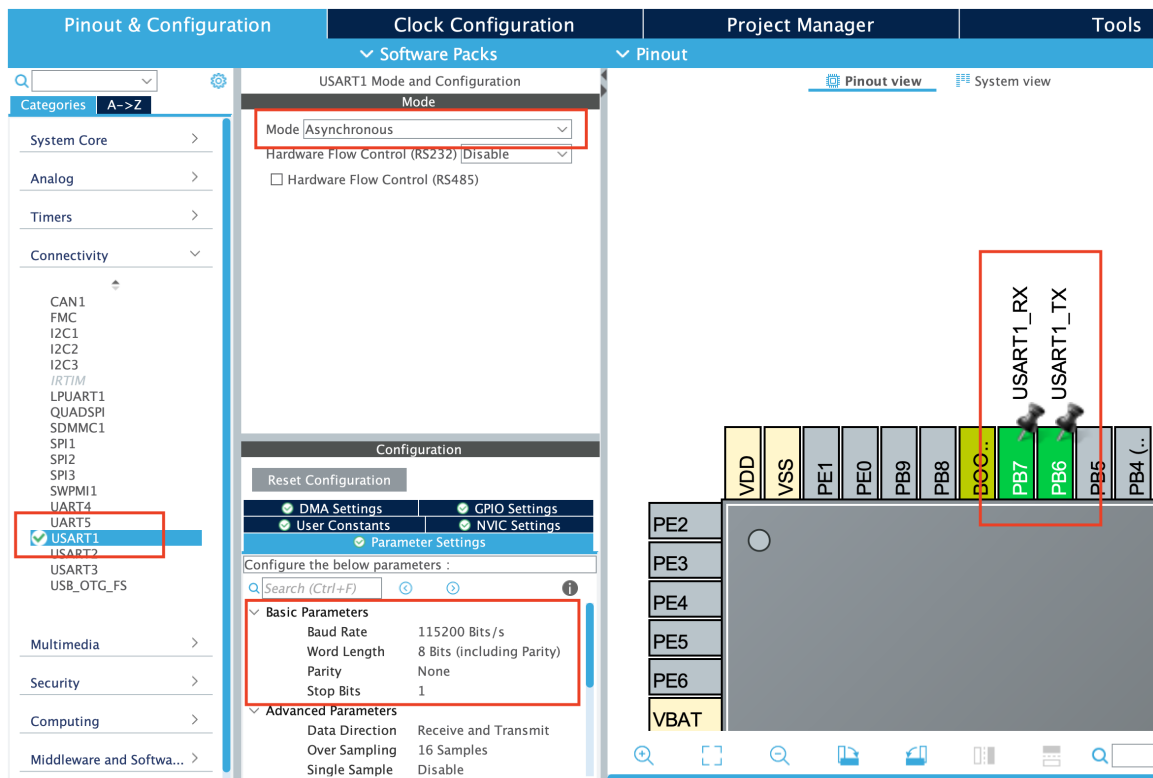 Pinout & Configuration
Clock Configuration
Project Manager
Tools
Software Packs
Pinout
Categories
A->Z
System Core
Analog
Timers
Connectivity
CAN1
FMC
I2C1
I2C2
I2C3
IRTIM
LPUART1
QUADSPI
SDMMC1
SPI1
SPI2
SPI3
SWPMI1
UART4
UART5
USART1
USART2
USART3
USB_OTG_FS
Multimedia
Security
Computing
Middleware and Softwa...
USART1 Mode and Configuration
Mode
Mode Asynchronous
Hardware Flow Control (RS232) Disable
Hardware Flow Control (RS485)
Configuration
Reset Configuration
DMA Settings
GPIO Settings
User Constants
NVIC Settings
Parameter Settings
Configure the below parameters :
Search (Ctrl+F)
Basic Parameters
Baud Rate 115200 Bits/s
Word Length 8 Bits (including Parity)
Parity None
Stop Bits 1
Advanced Parameters
Data Direction Receive and Transmit
Over Sampling 16 Samples
Single Sample Disable
Pinout view
System view
USART1_RX
USART1_TX
VDD
VSS
PE1
PE0
PB9
PB8
BOO..
PB7
PB6
PB5
PB4 (..
PE2
PE3
PE4
PE5
PE6
VBAT